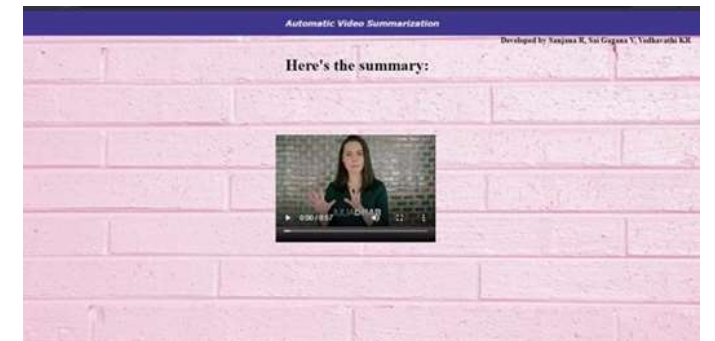 Automatic Video Summarization
Developed by Sanjana R, Sai Gagana V, Vedhavathi KR
Here's the summary:
0:00 / 0:57